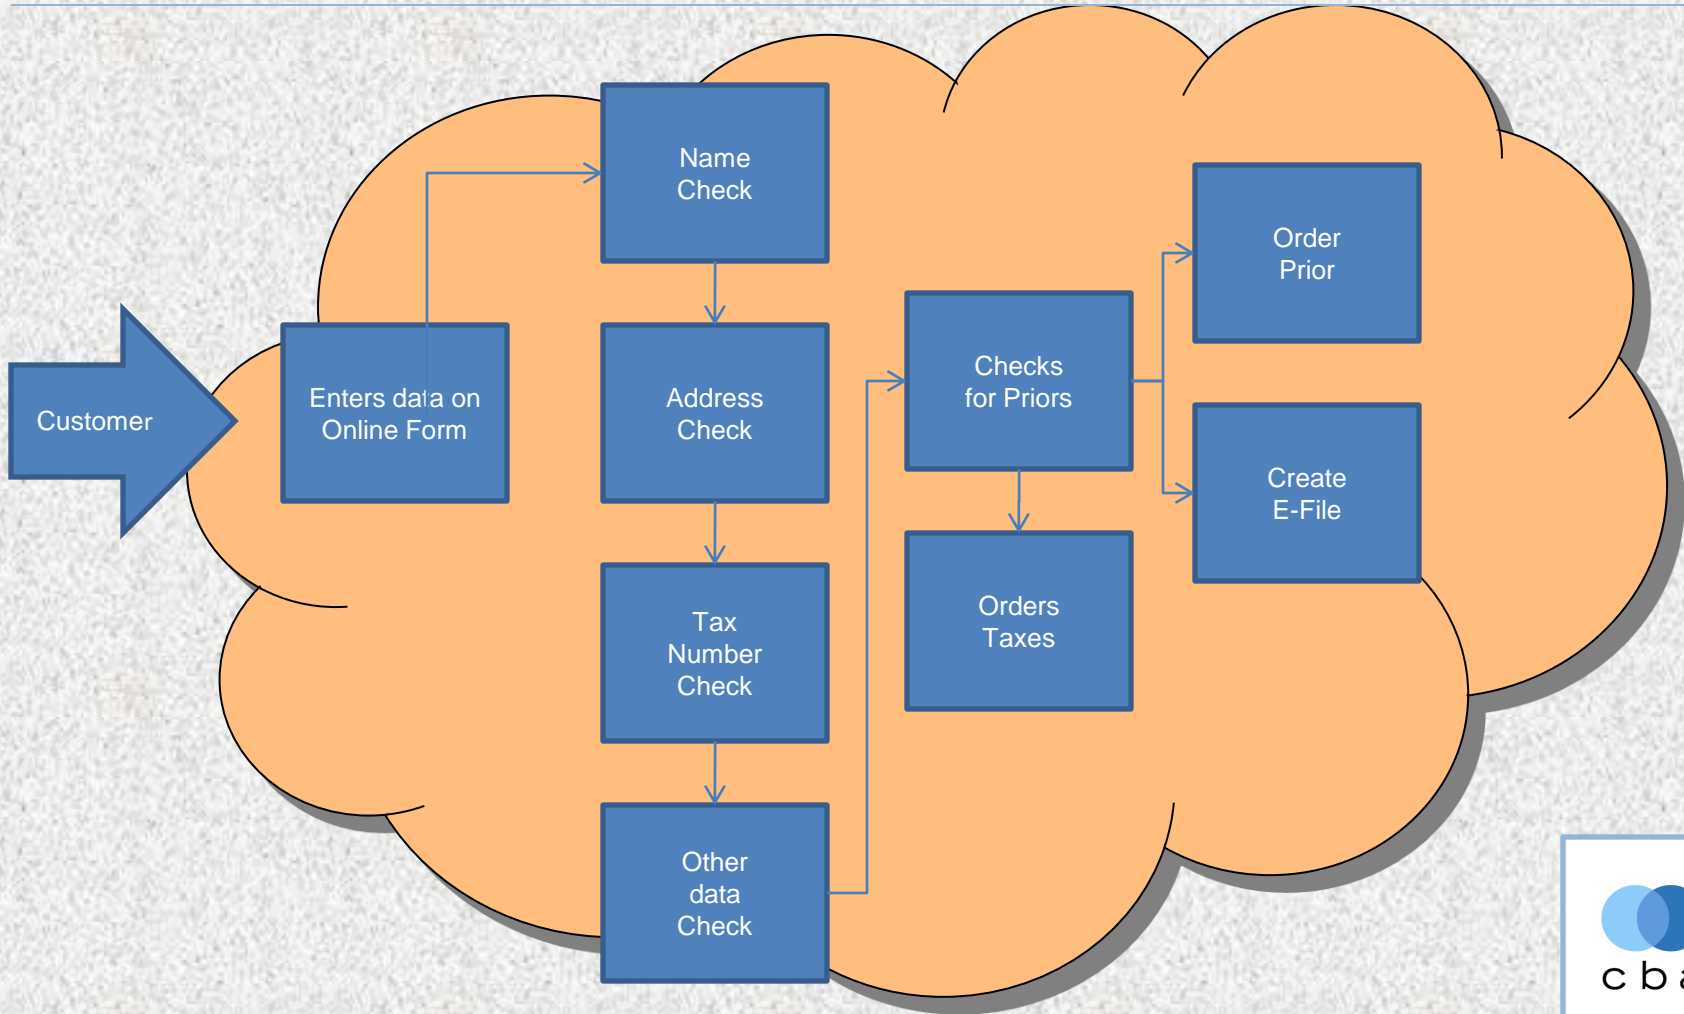 Customer
Enters data on
Online Form
Name
Check
Address
Check
Tax
Number
Check
Other
data
Check
Checks
for Priors
Orders
Taxes
Order
Prior
Create
E-File
cba